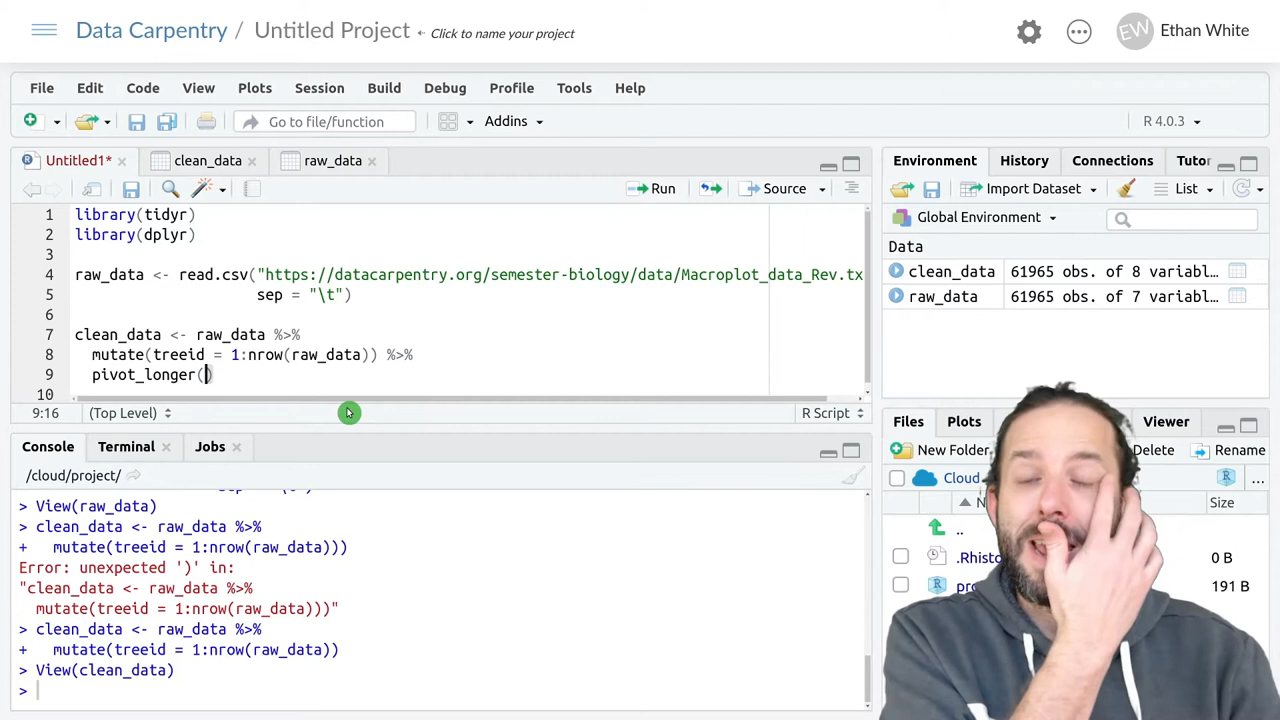 Data Carpentry / Untitled Project Click to name your project EW Ethan White
File Edit Code View Plots Session Build Debug Profile Tools Help
Go to file/function Addins R 4.0.3
Untitled1* clean_data raw_data
Run Source
1 library(tidyr)
2 library(dplyr)
3
4 raw_data <- read.csv("https://datacarpentry.org/semester-biology/data/Macroplot_data_Rev.tx
5 sep = "\t")
6
7 clean_data <- raw_data %>%
8 mutate(treeid = 1:nrow(raw_data)) %>%
9 pivot_longer()
10
9:16 (Top Level) R Script
Console Terminal Jobs
/cloud/project/
> View(raw_data)
> clean_data <- raw_data %>%
+ mutate(treeid = 1:nrow(raw_data)))
Error: unexpected ')' in:
"clean_data <- raw_data %>%
mutate(treeid = 1:nrow(raw_data)))"
> clean_data <- raw_data %>%
+ mutate(treeid = 1:nrow(raw_data))
> View(clean_data)
>
Environment History Connections Tutor
Import Dataset List
Global Environment
Data
clean_data 61965 obs. of 8 variabl…
raw_data 61965 obs. of 7 variabl…
Files Plots Viewer
New Folder Delete Rename
Cloud ...
Size
..
.Rhisto 0 B
191 B